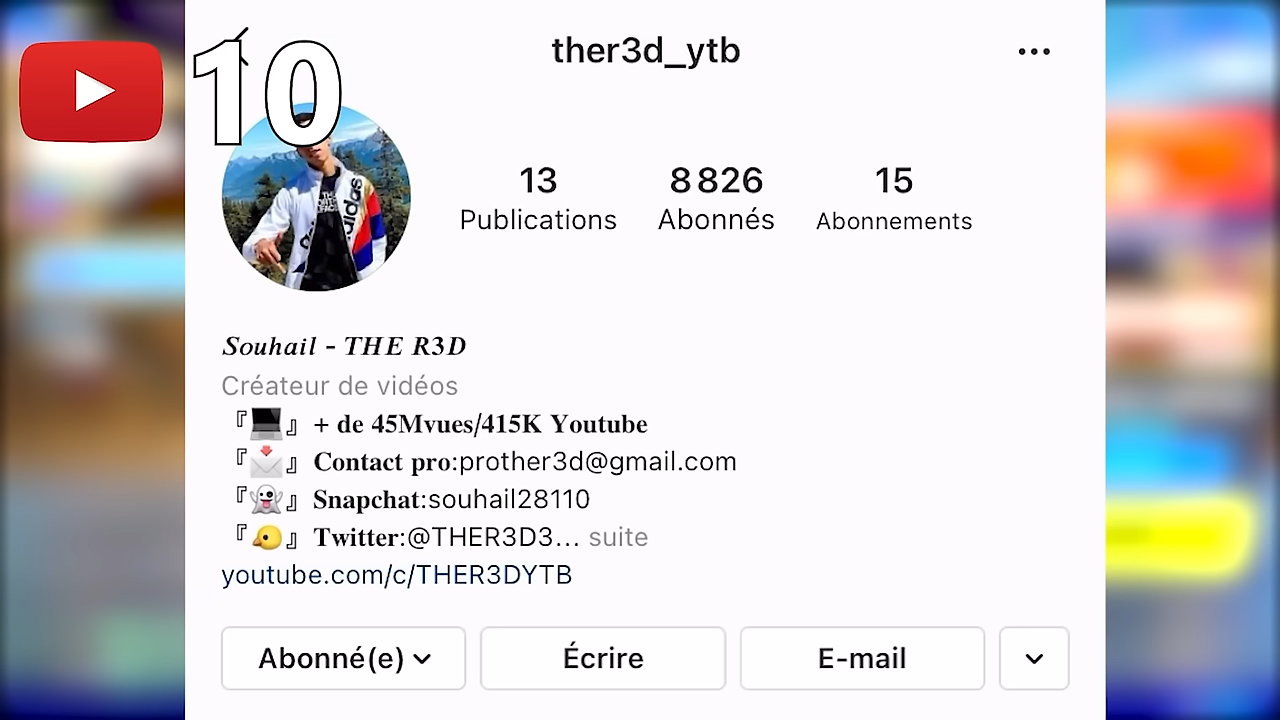 10
ther3d_ytb
13 8 826 15
Publications Abonnés Abonnements
adidas
Souhail - THE R3D
Créateur de vidéos
『💻』 + de 45Mvues/415K Youtube
『📩』 Contact pro:prother3d@gmail.com
『👻』 Snapchat:souhail28110
『🐤』 Twitter:@THER3D3... suite
youtube.com/c/THER3DYTB
Abonné(e) Écrire E-mail